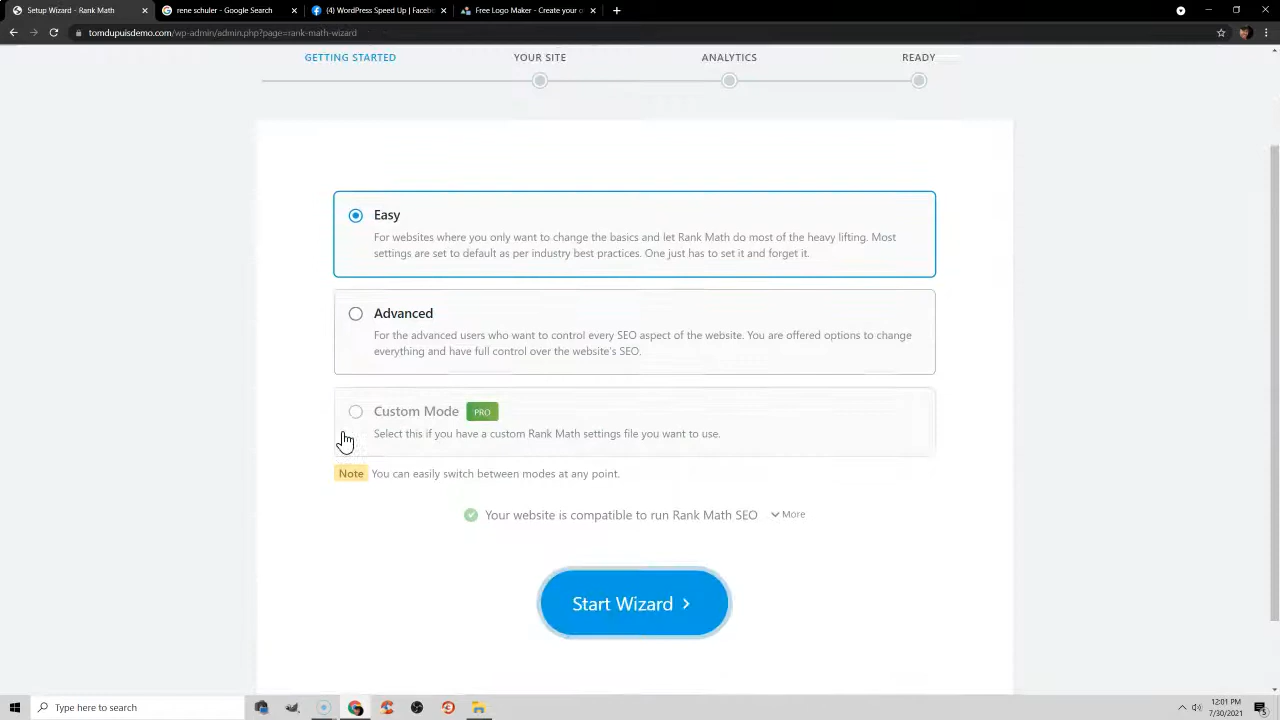 Setup Wizard - Rank Math
rene schuler - Google Search
(4) WordPress Speed Up | Facebo
Free Logo Maker - Create your o
tomdupuisdemo.com/wp-admin/admin.php?page=rank-math-wizard
GETTING STARTED
YOUR SITE
ANALYTICS
READY
Easy
For websites where you only want to change the basics and let Rank Math do most of the heavy lifting. Most
settings are set to default as per industry best practices. One just has to set it and forget it.
Advanced
For the advanced users who want to control every SEO aspect of the website. You are offered options to change
everything and have full control over the website's SEO.
Custom Mode PRO
Select this if you have a custom Rank Math settings file you want to use.
Note You can easily switch between modes at any point.
Your website is compatible to run Rank Math SEO More
Start Wizard
Type here to search
12:01 PM
7/30/2021